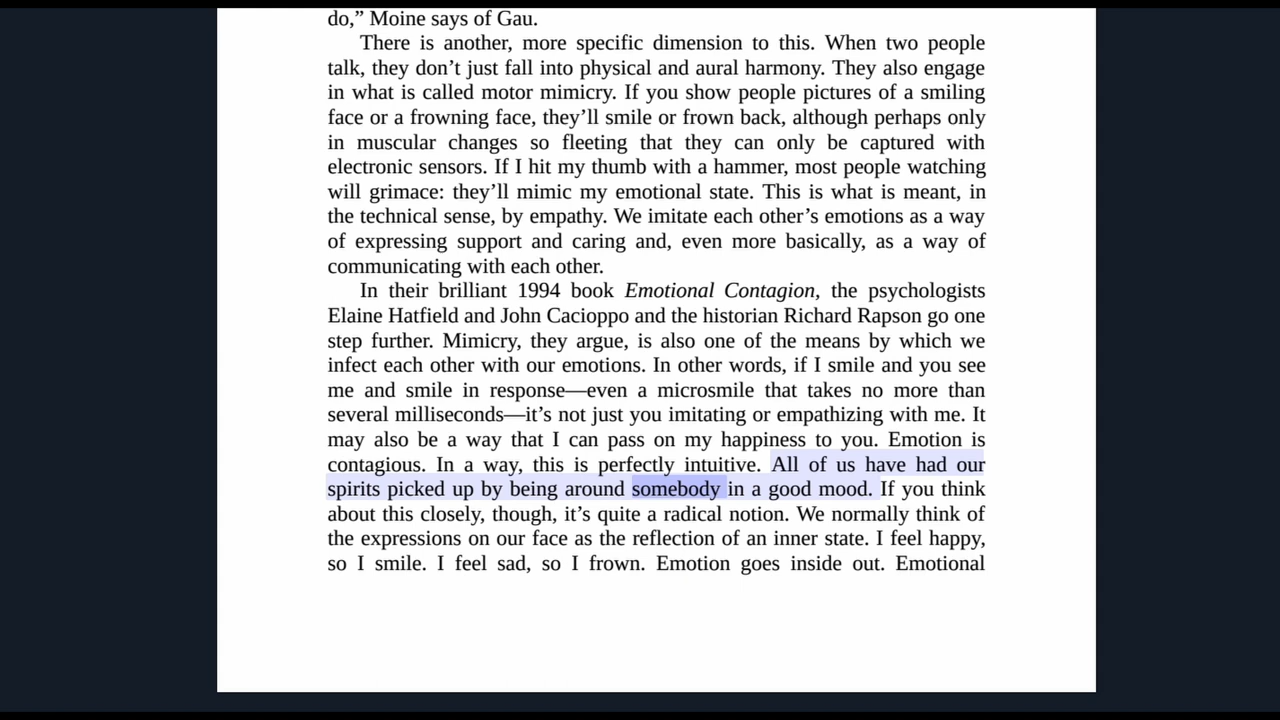 do,” Moine says of Gau.
There is another, more specific dimension to this. When two people
talk, they don’t just fall into physical and aural harmony. They also engage
in what is called motor mimicry. If you show people pictures of a smiling
face or a frowning face, they’ll smile or frown back, although perhaps only
in muscular changes so fleeting that they can only be captured with
electronic sensors. If I hit my thumb with a hammer, most people watching
will grimace: they’ll mimic my emotional state. This is what is meant, in
the technical sense, by empathy. We imitate each other’s emotions as a way
of expressing support and caring and, even more basically, as a way of
communicating with each other.
In their brilliant 1994 book Emotional Contagion, the psychologists
Elaine Hatfield and John Cacioppo and the historian Richard Rapson go one
step further. Mimicry, they argue, is also one of the means by which we
infect each other with our emotions. In other words, if I smile and you see
me and smile in response—even a microsmile that takes no more than
several milliseconds—it’s not just you imitating or empathizing with me. It
may also be a way that I can pass on my happiness to you. Emotion is
contagious. In a way, this is perfectly intuitive. All of us have had our
spirits picked up by being around somebody in a good mood. If you think
about this closely, though, it’s quite a radical notion. We normally think of
the expressions on our face as the reflection of an inner state. I feel happy,
so I smile. I feel sad, so I frown. Emotion goes inside out. Emotional